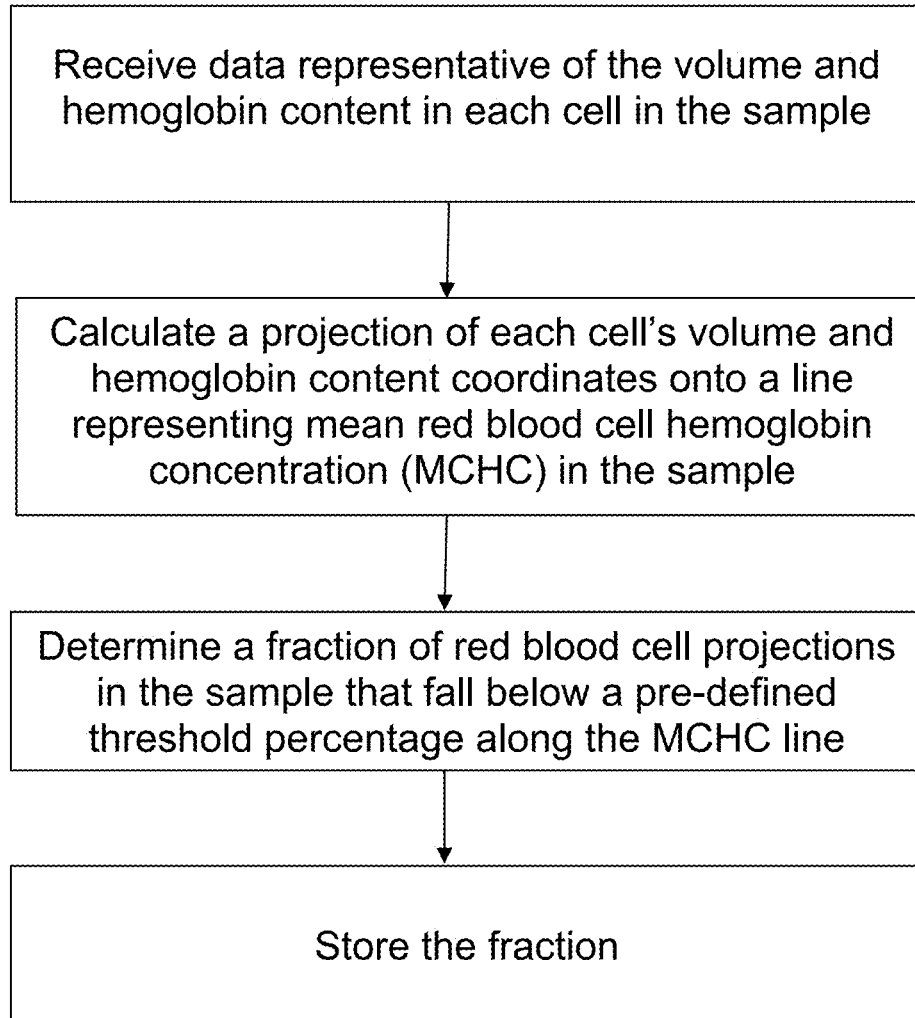 Receive data representative of the volume and
hemoglobin content in each cell in the sample
Calculate a projection of each cell's volume and
hemoglobin content coordinates onto a line
representing mean red blood cell hemoglobin
concentration (MCHC) in the sample
Determine a fraction of red blood cell projections
in the sample that fall below a pre-defined
threshold percentage along the MCHC line
Store the fraction